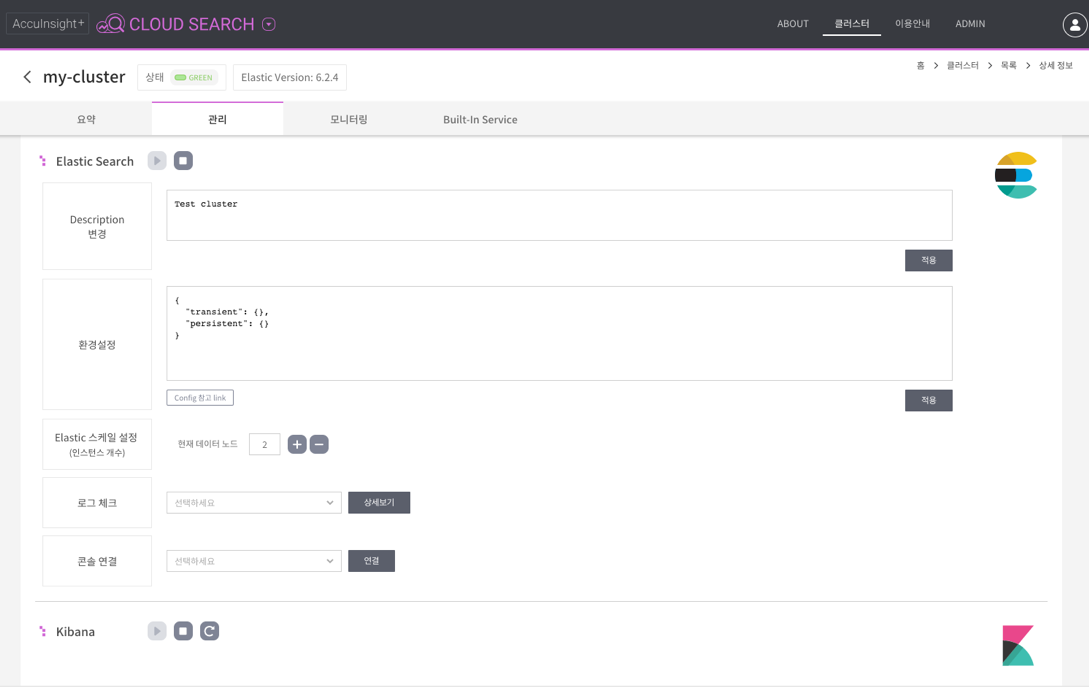 AccuInsight+ CLOUD SEARCH ABOUT 클러스터 이용안내 ADMIN
my-cluster 상태 GREEN Elastic Version: 6.2.4 홈 > 클러스터 > 목록 > 상세 정보
요약 관리 모니터링 Built-In Service
Elastic Search
Description
변경
Test cluster
적용
환경설정
{
"transient": {},
"persistent": {}
}
Config 참고 link 적용
Elastic 스케일 설정
(인스턴스 개수)
현재 데이터 노드 2 + −
로그 체크 선택하세요 상세보기
콘솔 연결 선택하세요 연결
Kibana